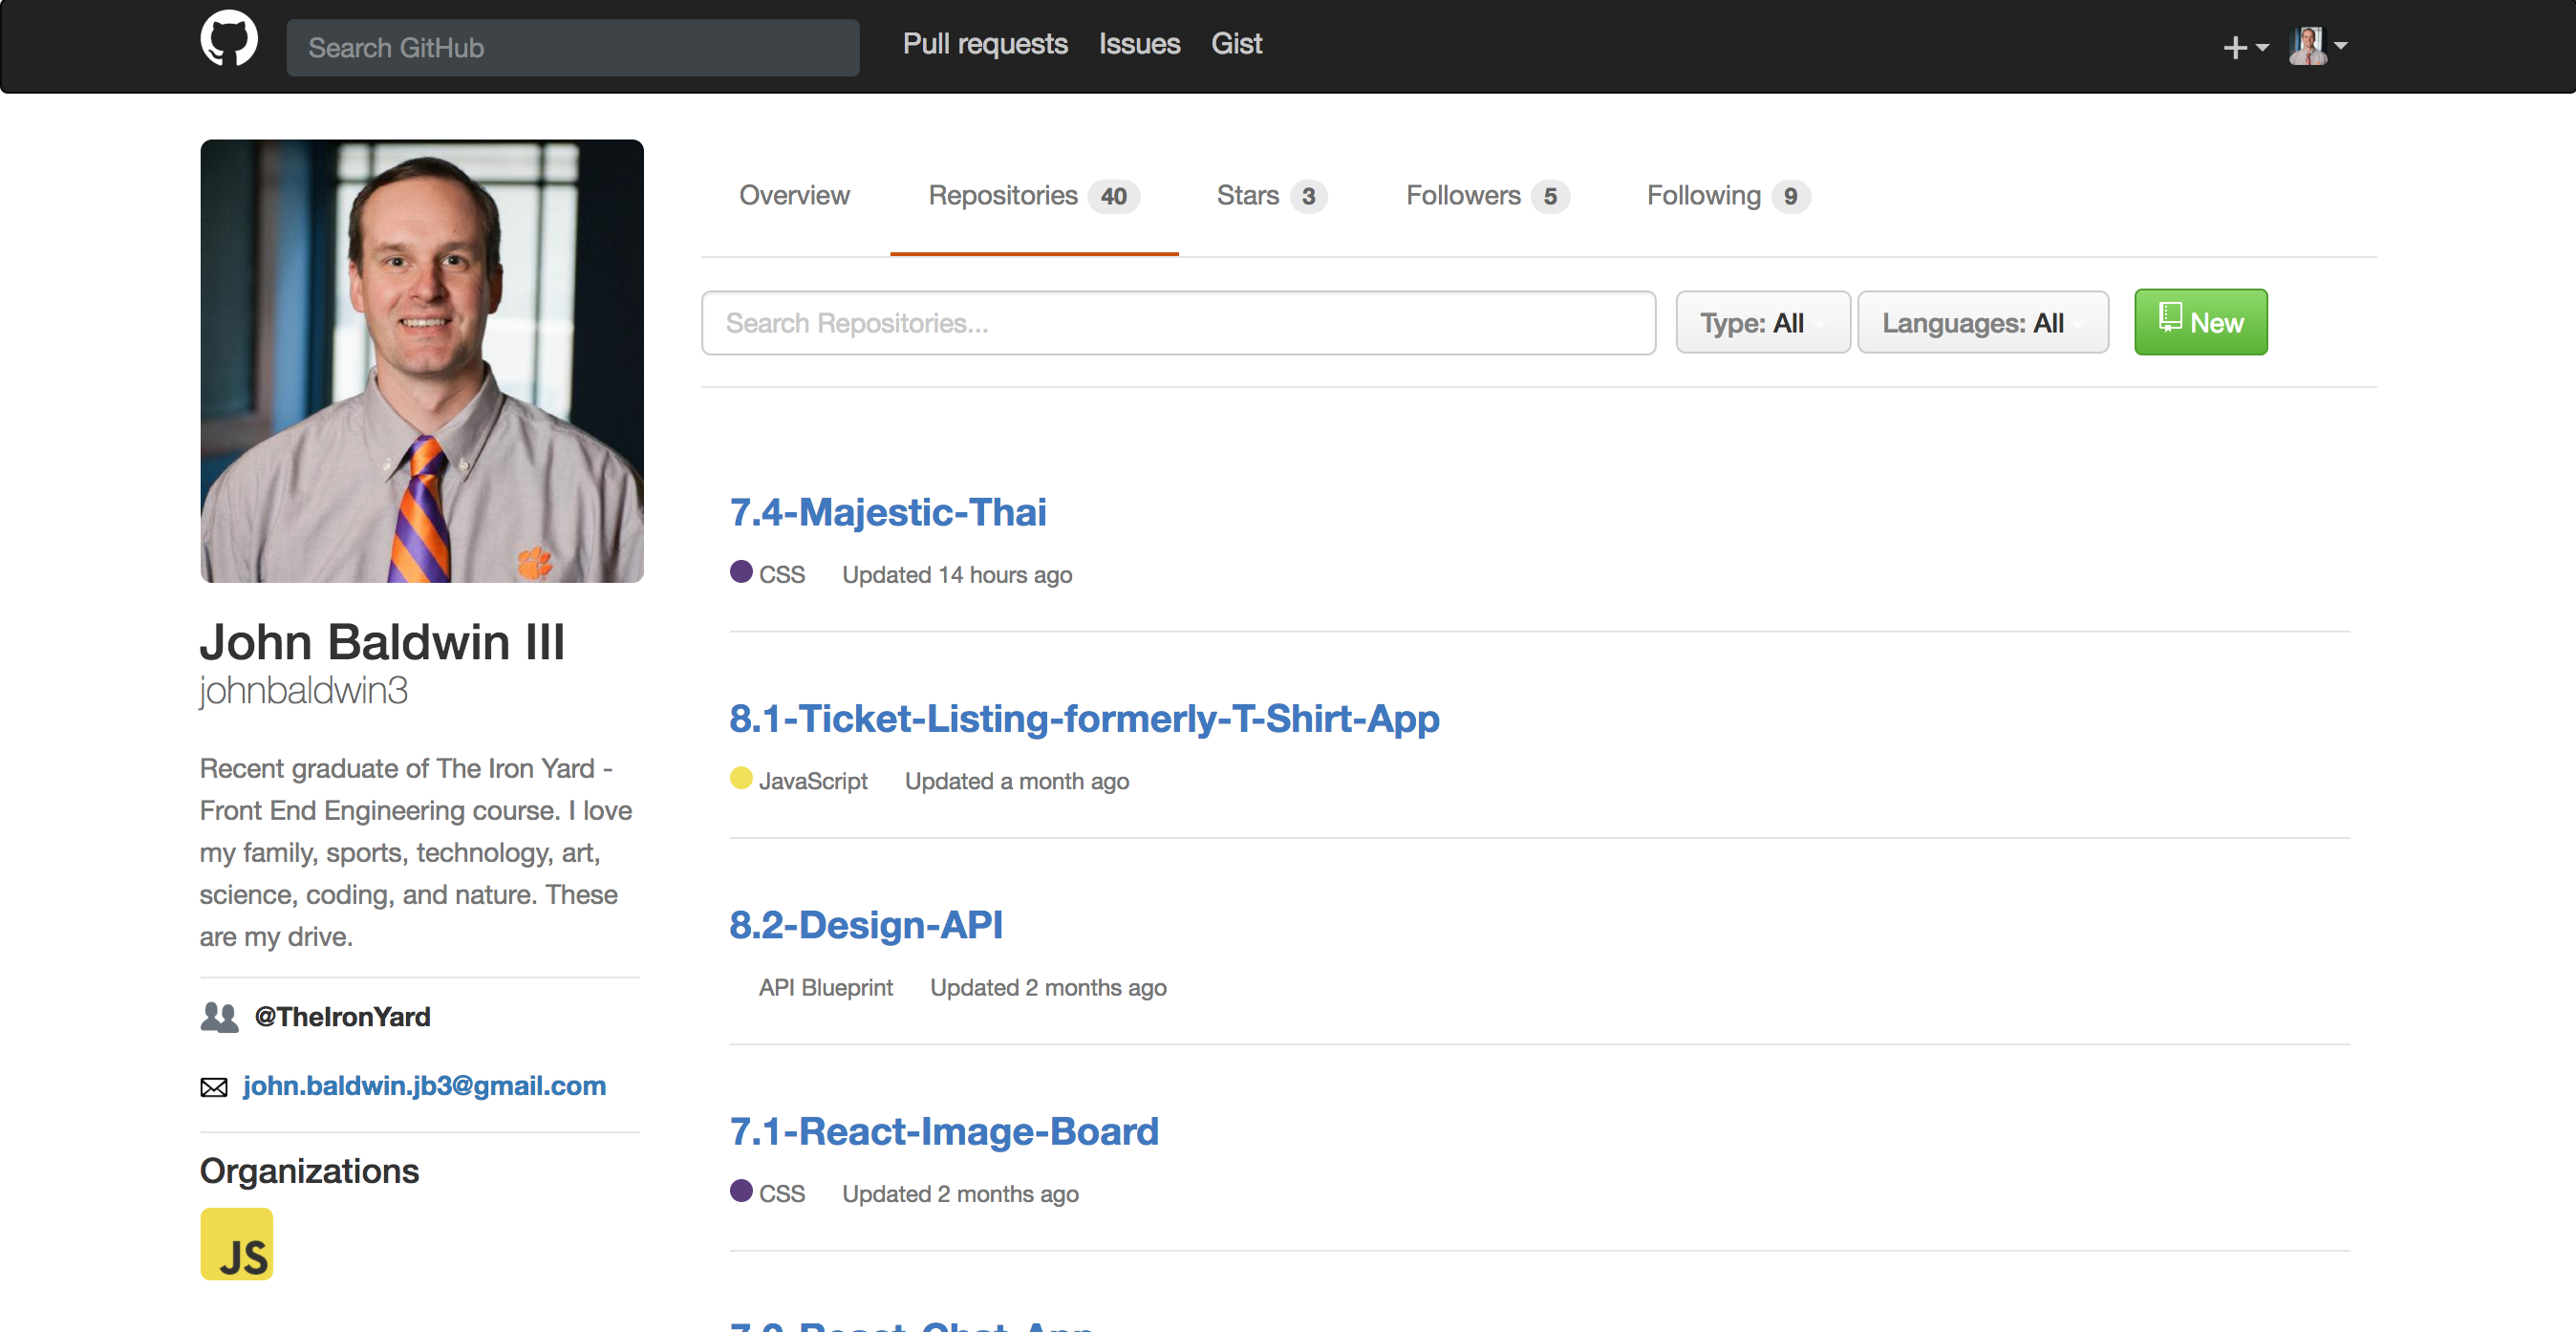 Search GitHub
Pull requests Issues Gist
Overview Repositories 40 Stars 3 Followers 5 Following 9
Search Repositories... Type: All Languages: All New
John Baldwin III
johnbaldwin3
Recent graduate of The Iron Yard -
Front End Engineering course. I love
my family, sports, technology, art,
science, coding, and nature. These
are my drive.
@TheIronYard
john.baldwin.jb3@gmail.com
Organizations
JS
7.4-Majestic-Thai
CSS Updated 14 hours ago
8.1-Ticket-Listing-formerly-T-Shirt-App
JavaScript Updated a month ago
8.2-Design-API
API Blueprint Updated 2 months ago
7.1-React-Image-Board
CSS Updated 2 months ago
React-Chat-App